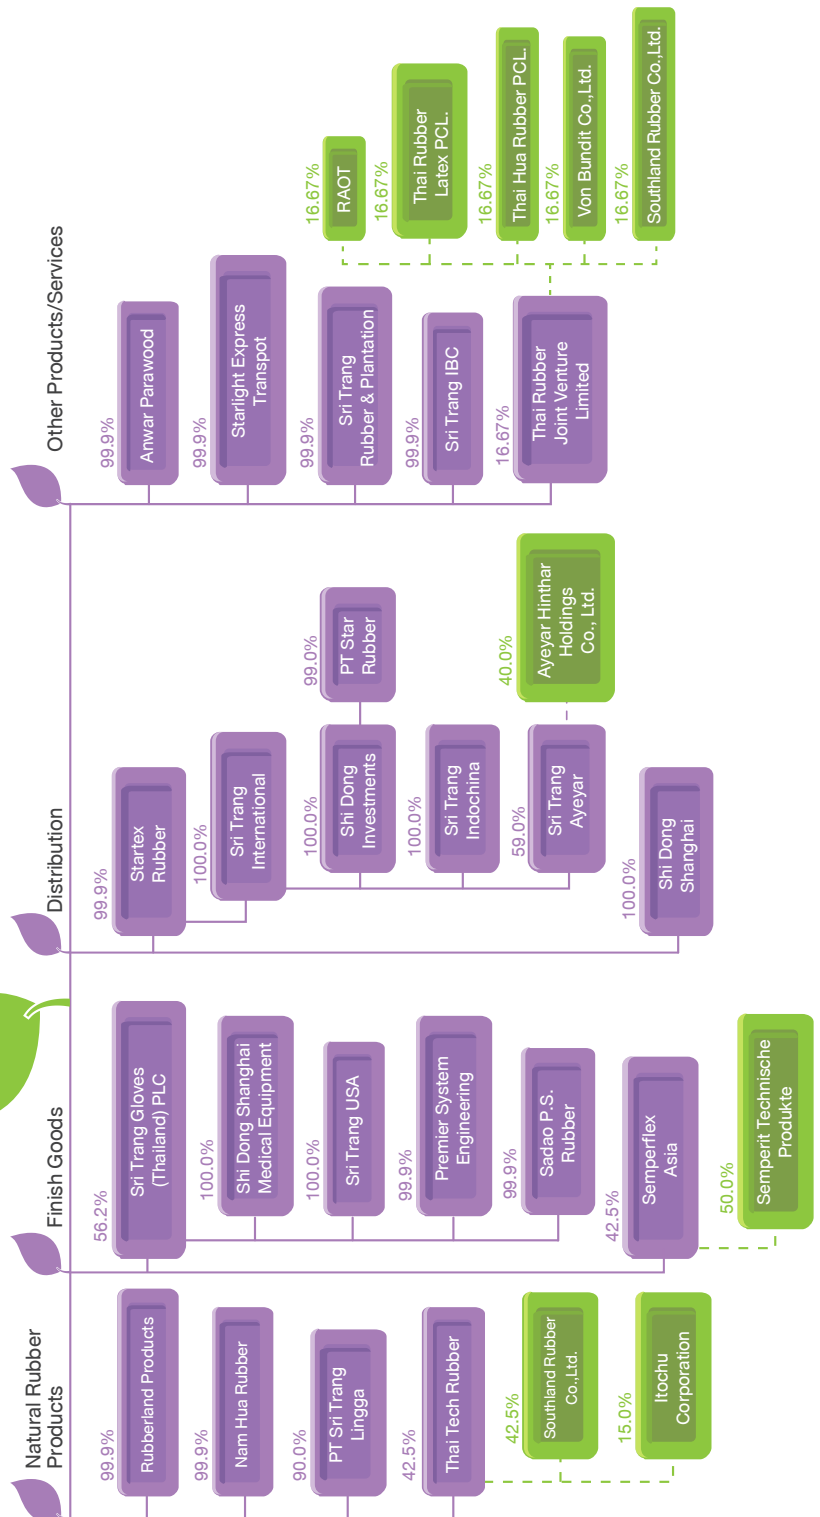 Natural Rubber
Products
99.9%
Rubberland Products
99.9%
Nam Hua Rubber
90.0%
PT Sri Trang
Lingga
42.5%
Thai Tech Rubber
42.5%
Southland Rubber
Co.,Ltd.
15.0%
Itochu
Corporation
Finish Goods
56.2%
Sri Trang Gloves
(Thailand) PLC
100.0%
Shi Dong Shanghai
Medical Equipment
100.0%
Sri Trang USA
99.9%
Premier System
Engineering
99.9%
Sadao P.S.
Rubber
42.5%
Semperflex
Asia
50.0%
Semperit Technische
Produkte
Distribution
99.9%
Startex
Rubber
100.0%
Sri Trang
International
100.0%
Shi Dong
Investments
99.0%
PT Star
Rubber
100.0%
Sri Trang
Indochina
59.0%
Sri Trang
Ayeyar
40.0%
Ayeyar Hinthar
Holdings
Co., Ltd.
100.0%
Shi Dong
Shanghai
Other Products/Services
99.9%
Anwar Parawood
99.9%
Starlight Express
Transpot
99.9%
Sri Trang
Rubber & Plantation
99.9%
Sri Trang IBC
16.67%
Thai Rubber
Joint Venture
Limited
16.67%
RAOT
16.67%
Thai Rubber
Latex PCL.
16.67%
Thai Hua Rubber PCL.
16.67%
Von Bundit Co.,Ltd.
16.67%
Southland Rubber Co.,Ltd.